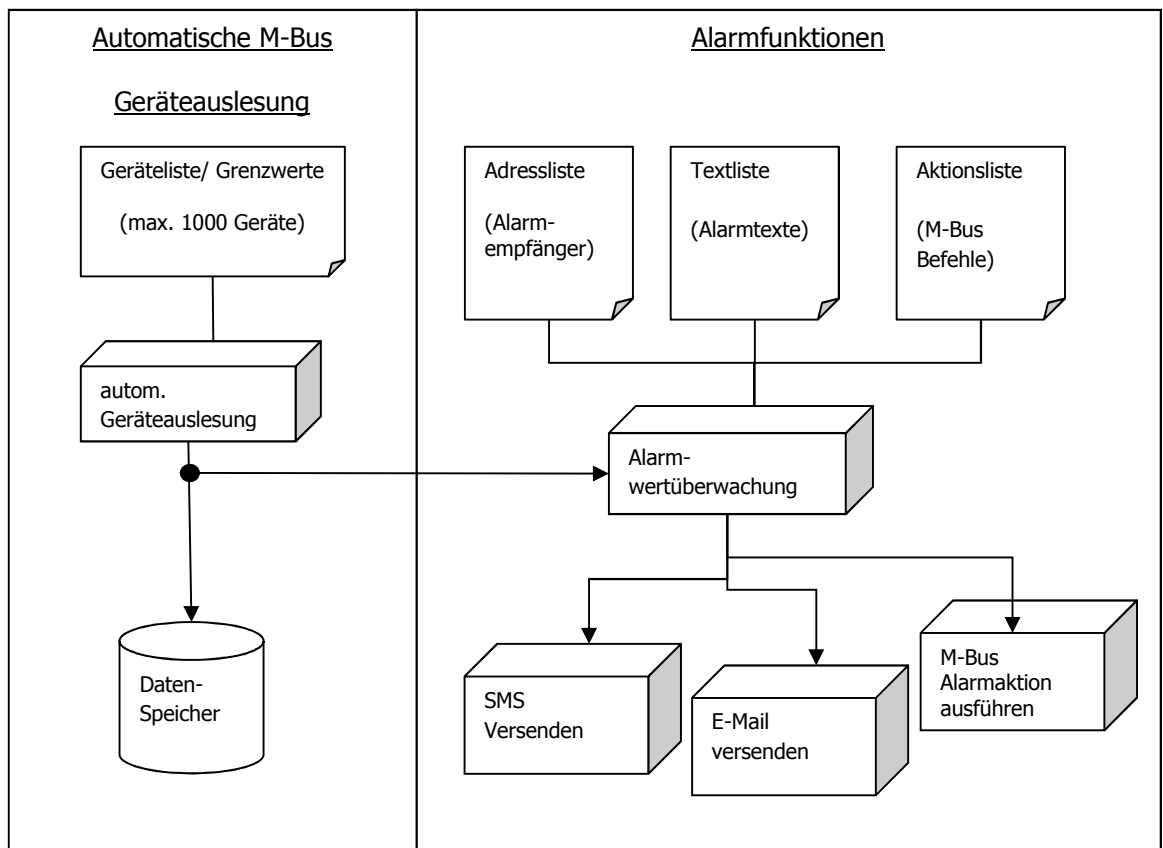 Automatische M-Bus
Geräteauslesung
Geräteliste/ Grenzwerte
(max. 1000 Geräte)
autom.
Geräteauslesung
Daten-
Speicher
Alarmfunktionen
Adressliste
(Alarm-
empfänger)
Textliste
(Alarmtexte)
Aktionsliste
(M-Bus
Befehle)
Alarm-
wertüberwachung
SMS
Versenden
E-Mail
versenden
M-Bus
Alarmaktion
ausführen